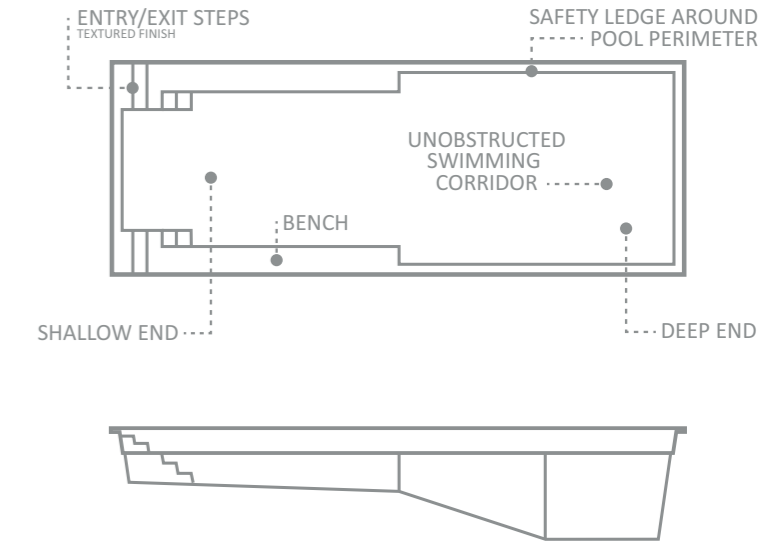 ENTRY/EXIT STEPS
TEXTURED FINISH
SAFETY LEDGE AROUND
POOL PERIMETER
UNOBSTRUCTED
SWIMMING
CORRIDOR
BENCH
SHALLOW END
DEEP END